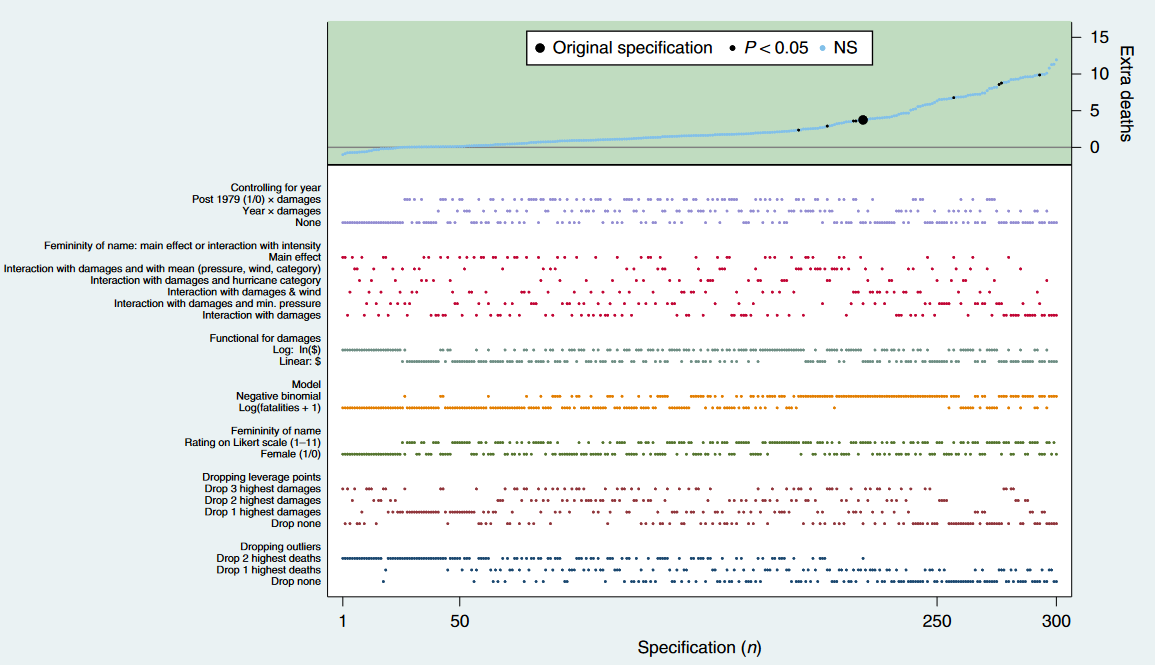 Original specification P < 0.05 NS
15
10
5
0
Extra deaths
Controlling for year
Post 1979 (1/0) × damages
Year × damages
None
Femininity of name: main effect or interaction with intensity
Main effect
Interaction with damages and with mean (pressure, wind, category)
Interaction with damages and hurricane category
Interaction with damages & wind
Interaction with damages and min. pressure
Interaction with damages
Functional for damages
Log: ln($)
Linear: $
Model
Negative binomial
Log(fatalities + 1)
Femininity of name
Rating on Likert scale (1–11)
Female (1/0)
Dropping leverage points
Drop 3 highest damages
Drop 2 highest damages
Drop 1 highest damages
Drop none
Dropping outliers
Drop 2 highest deaths
Drop 1 highest deaths
Drop none
1 50 250 300
Specification (n)